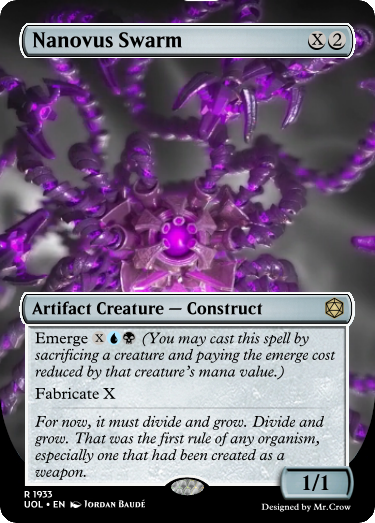 Nanovus Swarm X 2
Artifact Creature — Construct
Emerge X (You may cast this spell by
sacrificing a creature and paying the emerge cost
reduced by that creature's mana value.)
Fabricate X
For now, it must divide and grow. Divide and
grow. That was the first rule of any organism,
especially one that had been created as a
weapon.
1/1
R 1933
UOL • EN Jordan Baudé
Designed by Mr.Crow